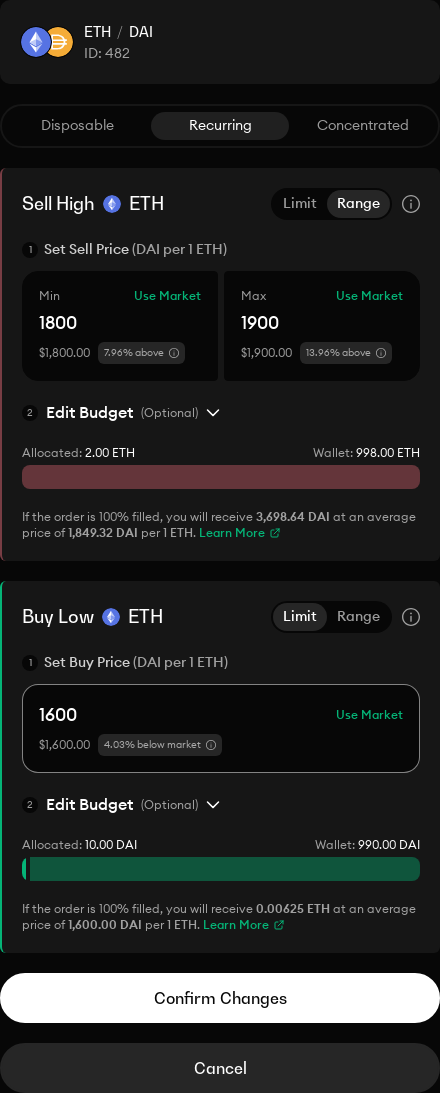 ETH / DAI
ID: 482
Disposable Recurring Concentrated
Sell High ETH Limit Range
1 Set Sell Price (DAI per 1 ETH)
Min Use Market Max Use Market
1800 1900
$1,800.00 7.96% above $1,900.00 13.96% above
2 Edit Budget (Optional)
Allocated: 2.00 ETH Wallet: 998.00 ETH
If the order is 100% filled, you will receive 3,698.64 DAI at an average
price of 1,849.32 DAI per 1 ETH. Learn More
Buy Low ETH Limit Range
1 Set Buy Price (DAI per 1 ETH)
1600 Use Market
$1,600.00 4.03% below market
2 Edit Budget (Optional)
Allocated: 10.00 DAI Wallet: 990.00 DAI
If the order is 100% filled, you will receive 0.00625 ETH at an average
price of 1,600.00 DAI per 1 ETH. Learn More
Confirm Changes
Cancel